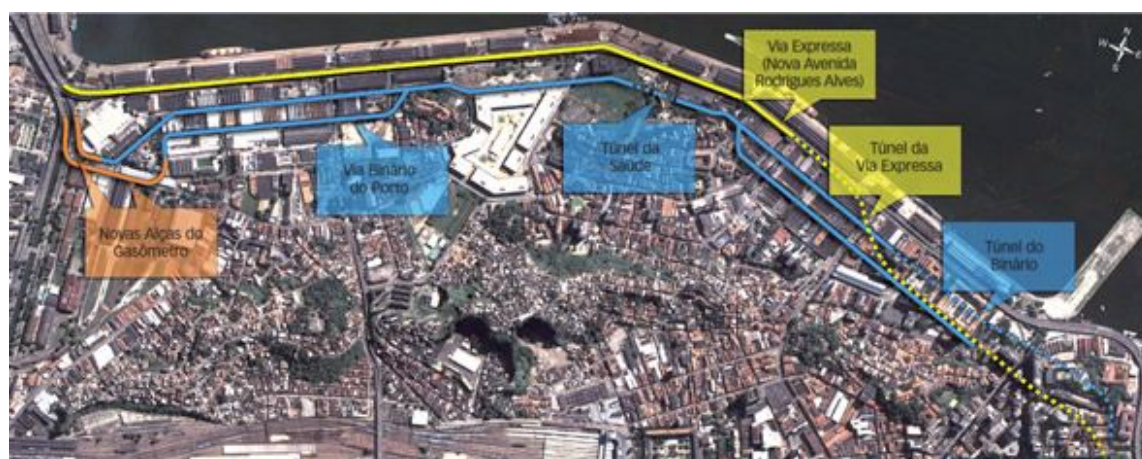 Via Expressa
(Nova Avenida
Rodrigues Alves)
Túnel da
Via Expressa
Túnel da
Saúde
Via Binário
do Porto
Túnel do
Binário
Novas Alças do
Gasômetro
N
W
E
S